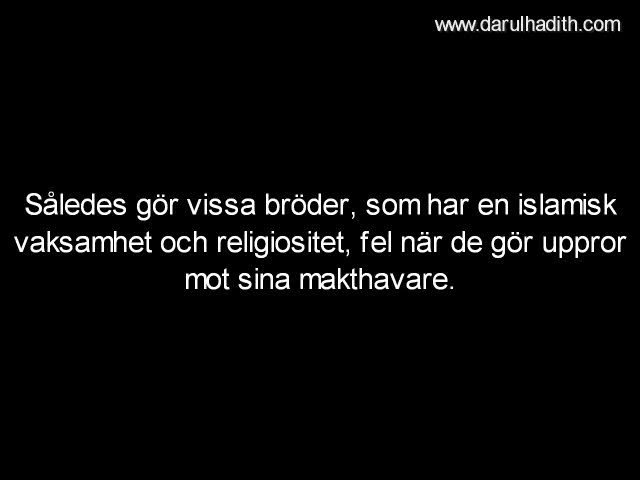 www.darulhadith.com
Således gör vissa bröder, som har en islamisk
vaksamhet och religiositet, fel när de gör uppror
mot sina makthavare.